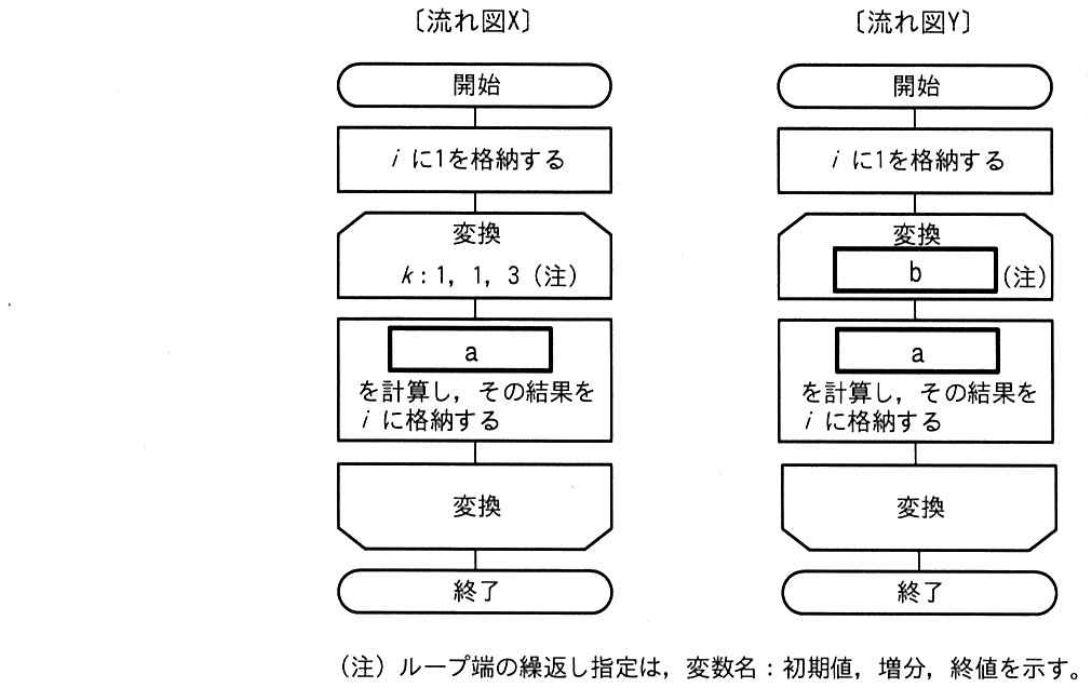 〔流れ図X〕
開始
i に1を格納する
変換
k：1，1，3（注）
a
を計算し，その結果を
i に格納する
変換
終了
〔流れ図Y〕
開始
i に1を格納する
変換
b （注）
a
を計算し，その結果を
i に格納する
変換
終了
（注）ループ端の繰返し指定は，変数名：初期値，増分，終値を示す。